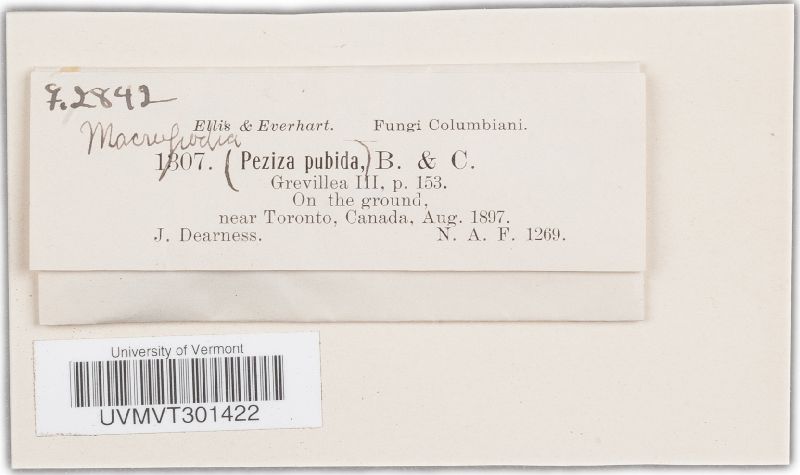 F.2842
Ellis & Everhart. Fungi Columbiani.
Macropodia
1307. (Peziza pubida,) B. & C.
Grevillea III, p. 153.
On the ground,
near Toronto, Canada, Aug. 1897.
J. Dearness. N. A. F. 1269.
University of Vermont
UVMVT301422